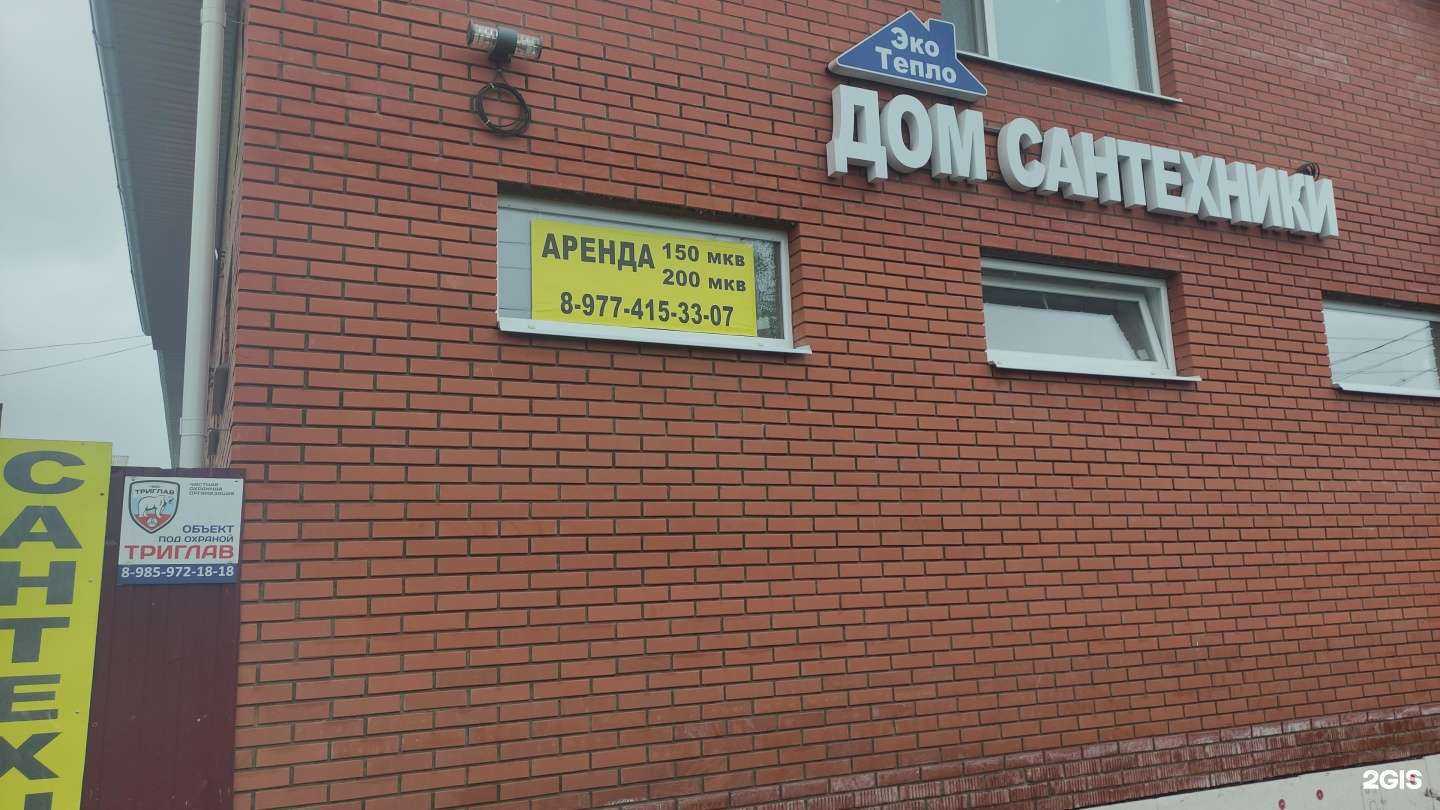 Эко
Тепло
ДОМ САНТЕХНИКИ
АРЕНДА 150 мкв
200 мкв
8-977-415-33-07
САНТЕХ
ТРИГЛАВ
ЧАСТНАЯ
ОХРАННАЯ
ОРГАНИЗАЦИЯ
ОБЪЕКТ
ПОД ОХРАНОЙ
ТРИГЛАВ
8-985-972-18-18
2GIS